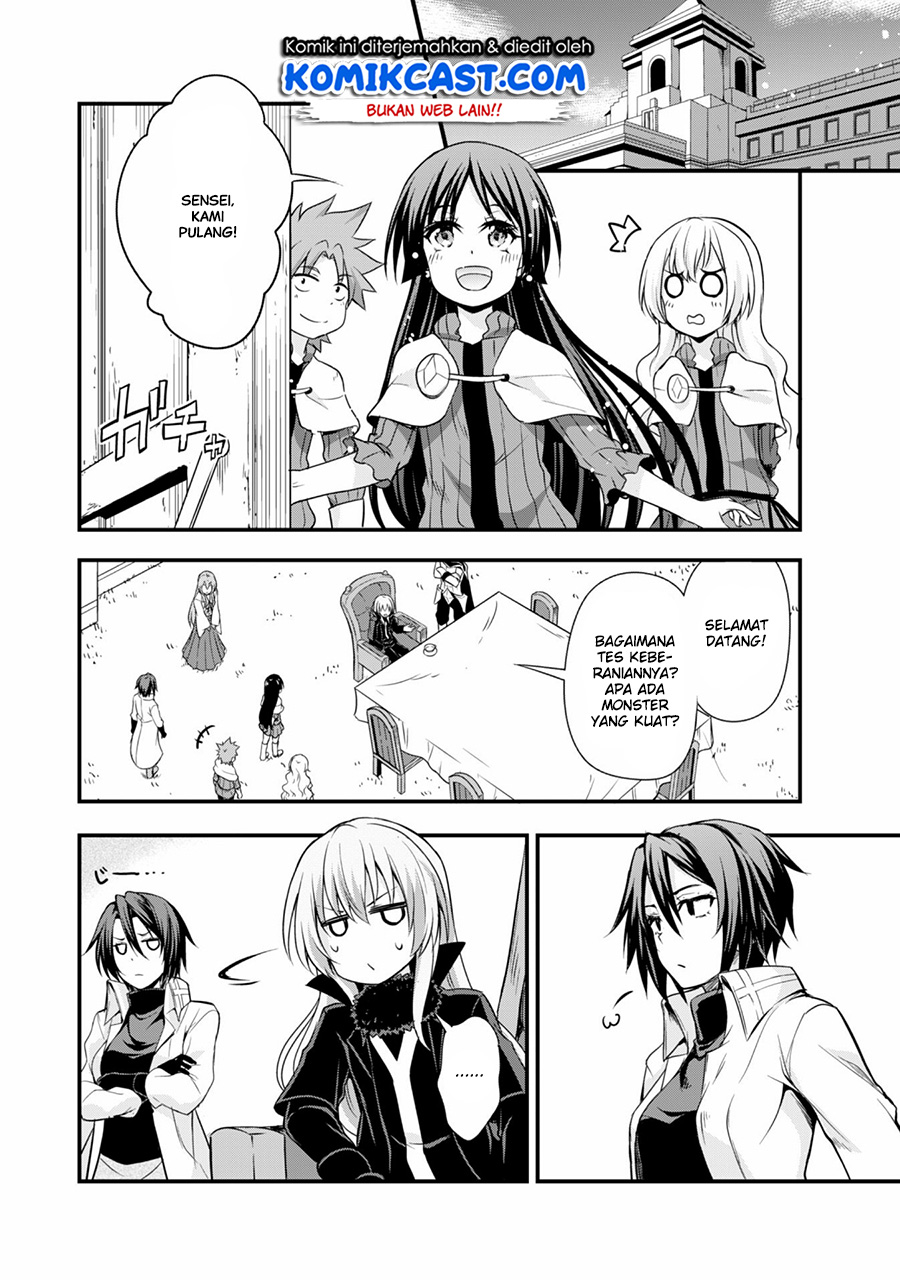 Komik ini diterjemahkan & diedit oleh
KOMIKCAST.COM
BUKAN WEB LAIN!!
SENSEI,
KAMI
PULANG!
ガチャ
SELAMAT
DATANG!
BAGAIMANA
TES KEBE-
RANIANNYA?
APA ADA
MONSTER
YANG KUAT?
じー…
......